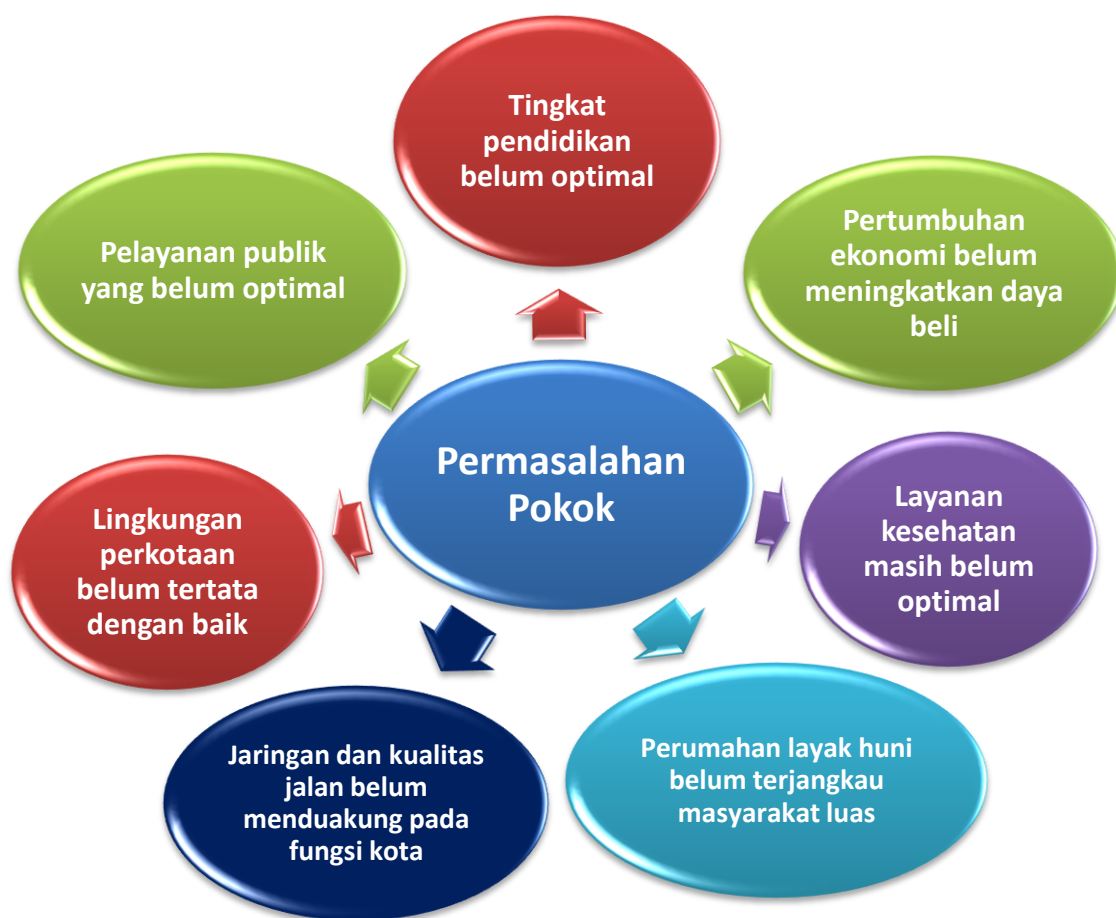 Tingkat
pendidikan
belum optimal
Pelayanan publik
yang belum optimal
Pertumbuhan
ekonomi belum
meningkatkan daya
beli
Permasalahan
Pokok
Lingkungan
perkotaan
belum tertata
dengan baik
Layanan
kesehatan
masih belum
optimal
Jaringan dan kualitas
jalan belum
menduakung pada
fungsi kota
Perumahan layak huni
belum terjangkau
masyarakat luas